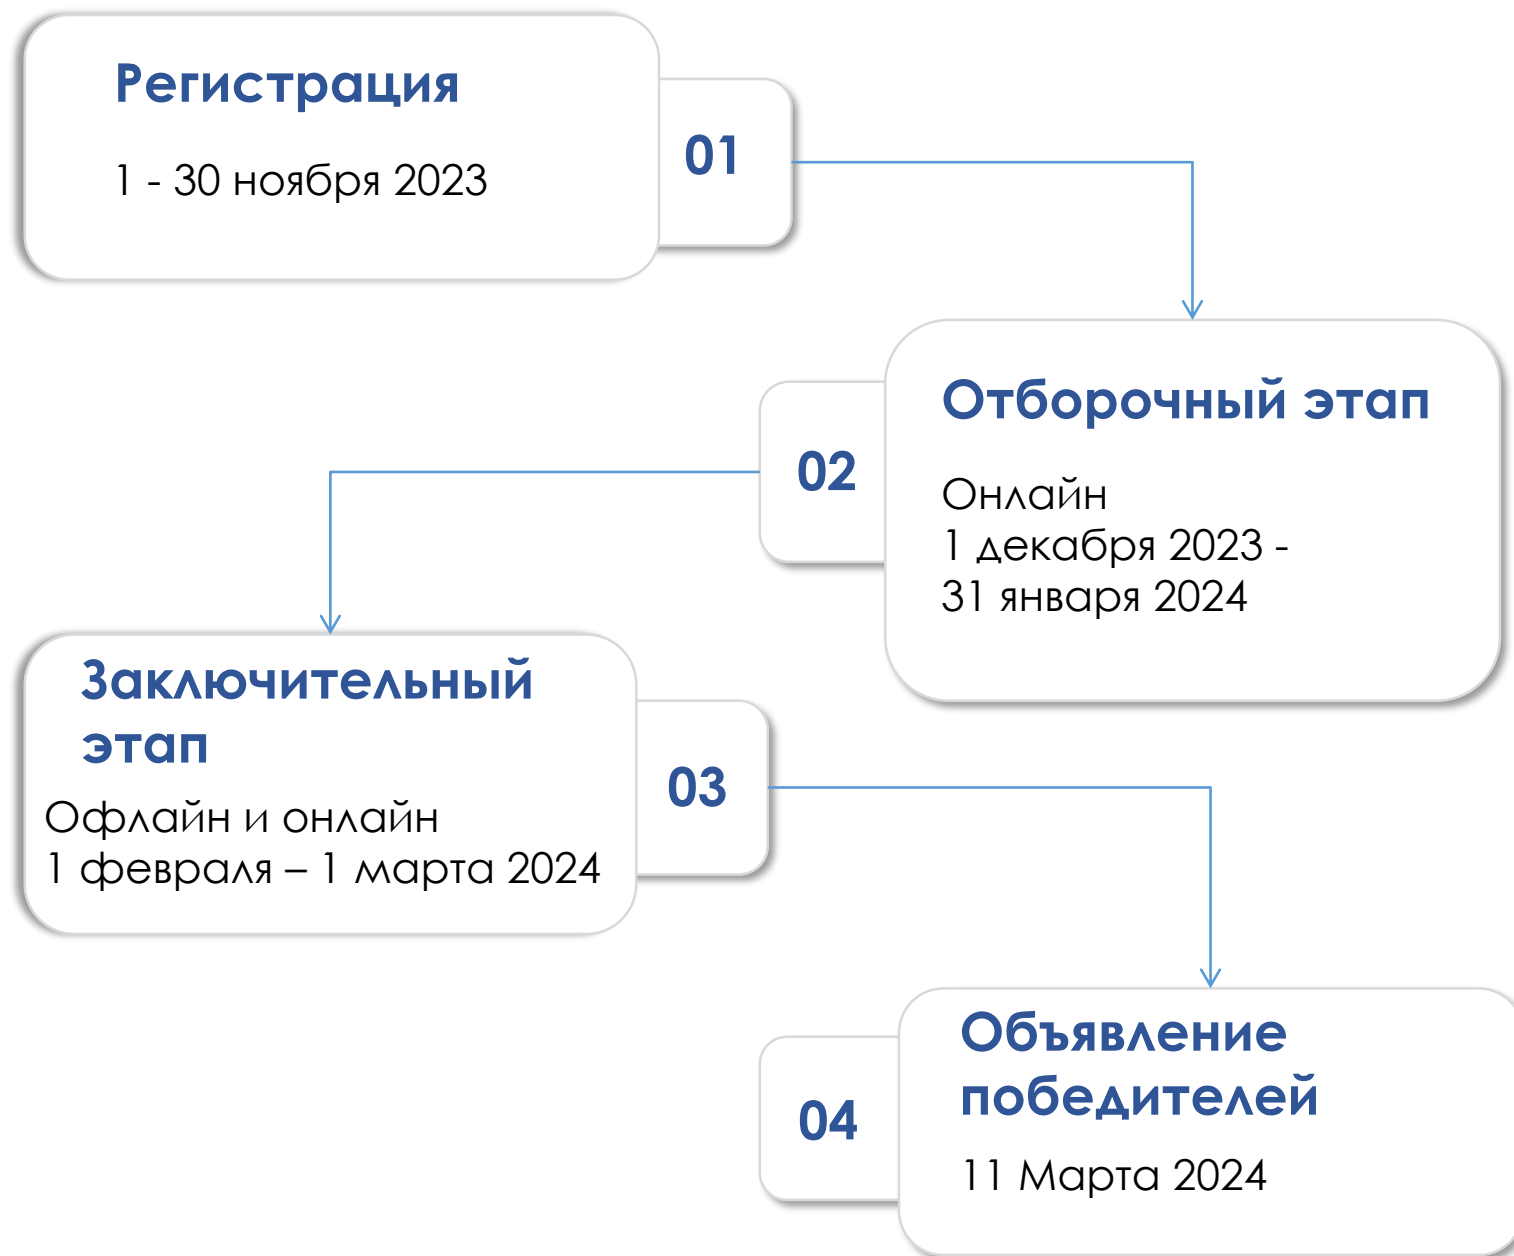 Регистрация
1 - 30 ноября 2023
01
Отборочный этап
Онлайн
1 декабря 2023 -
31 января 2024
02
Заключительный
этап
Офлайн и онлайн
1 февраля – 1 марта 2024
03
Объявление
победителей
11 Марта 2024
04